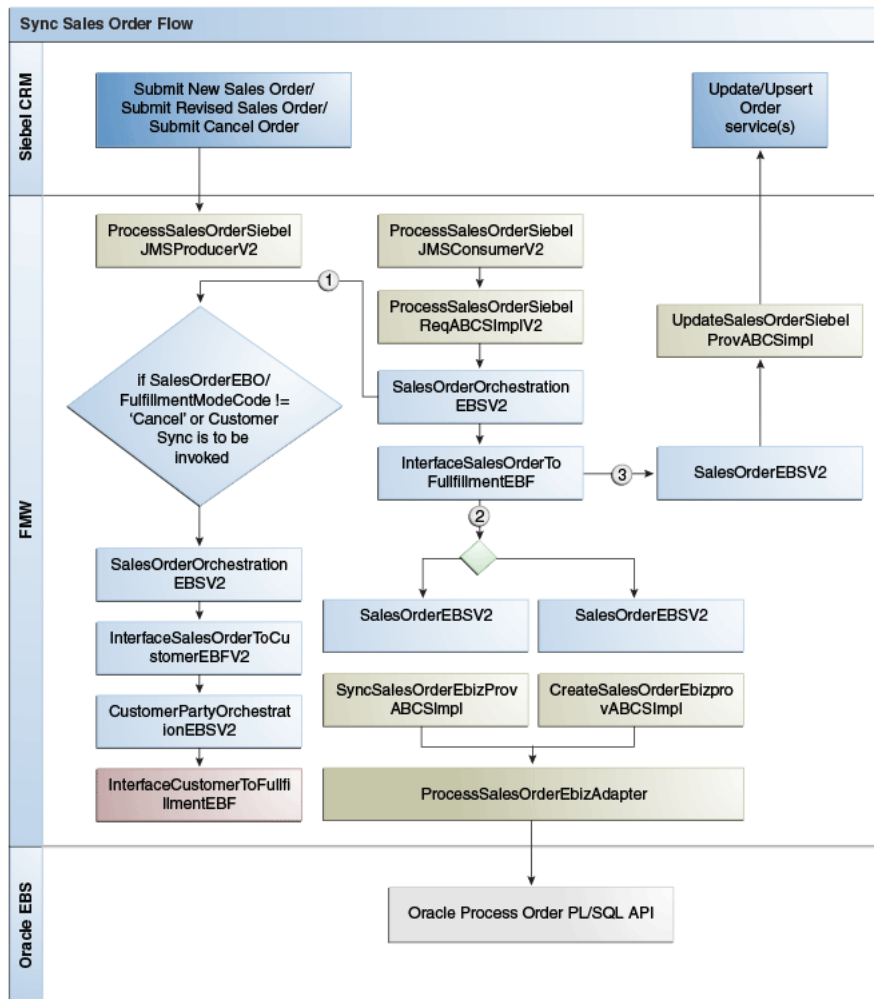 Sync Sales Order Flow
Siebel CRM
Submit New Sales Order/
Submit Revised Sales Order/
Submit Cancel Order
Update/Upsert
Order
service(s)
FMW
ProcessSalesOrderSiebel
JMSProducerV2
ProcessSalesOrderSiebel
JMSConsumerV2
1
ProcessSalesOrderSiebel
ReqABCSImplV2
UpdateSalesOrderSiebel
ProvABCSimpl
if SalesOrderEBO/
FulfillmentModeCode !=
‘Cancel’ or Customer
Sync is to be
invoked
SalesOrderOrchestration
EBSV2
InterfaceSalesOrderTo
FullfillmentEBF
3
SalesOrderEBSV2
2
SalesOrderOrchestration
EBSV2
SalesOrderEBSV2
SalesOrderEBSV2
InterfaceSalesOrderToCu
stomerEBFV2
SyncSalesOrderEbizProv
ABCSImpl
CreateSalesOrderEbizpro
vABCSImpl
CustomerPartyOrchestrat
ionEBSV2
InterfaceCustomerToFullfi
llmentEBF
ProcessSalesOrderEbizAdapter
Oracle EBS
Oracle Process Order PL/SQL API